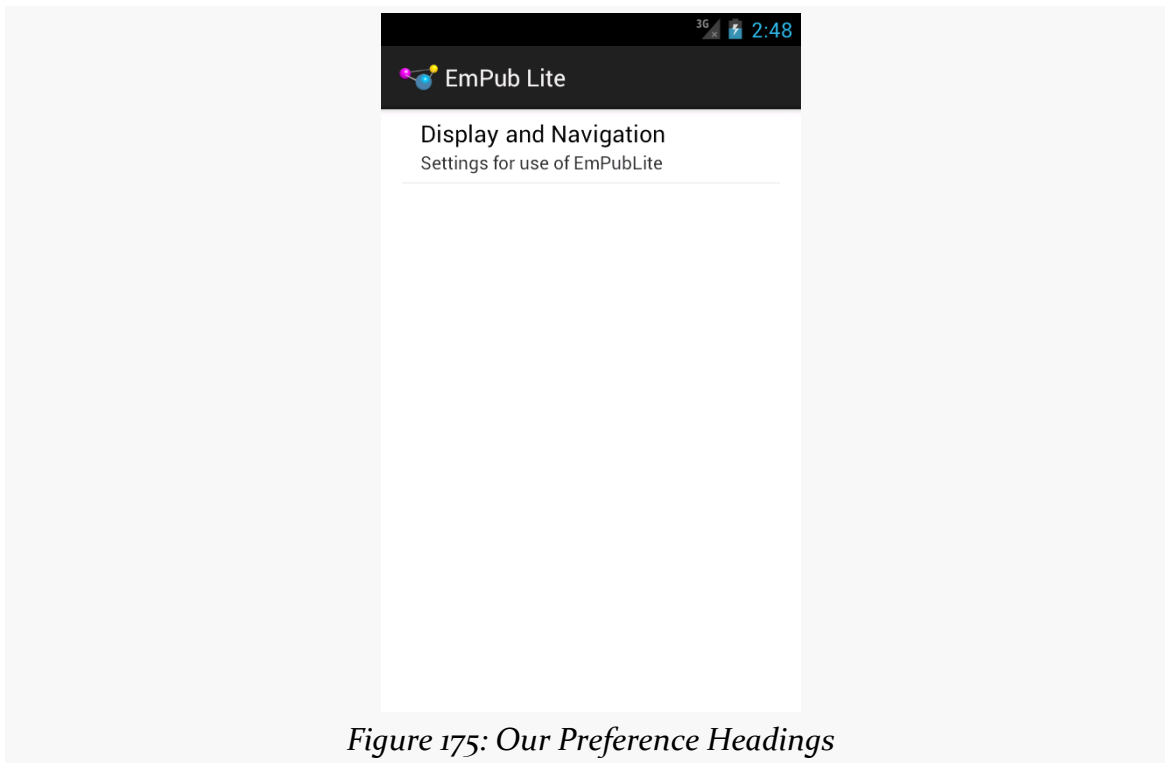 3G 2:48
EmPub Lite
Display and Navigation
Settings for use of EmPubLite
Figure 175: Our Preference Headings